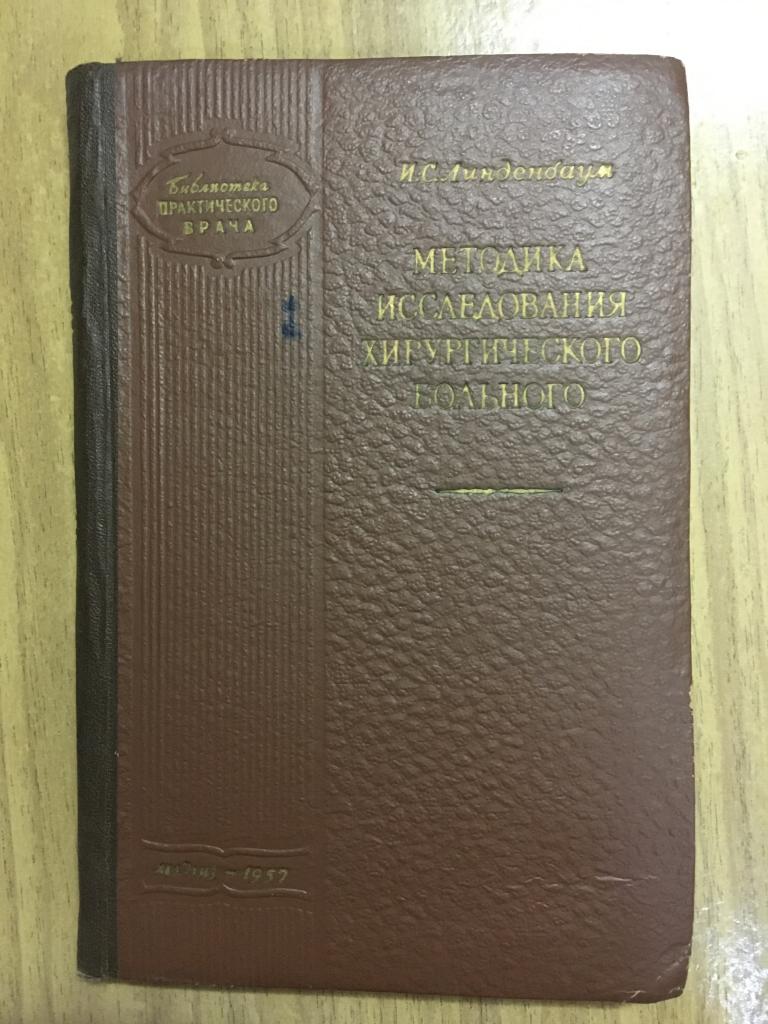 Библиотека
ПРАКТИЧЕСКОГО
ВРАЧА
И. С. Линденбаум
МЕТОДИКА
ИССЛЕДОВАНИЯ
ХИРУРГИЧЕСКОГО
БОЛЬНОГО
МЕДГИЗ — 1957